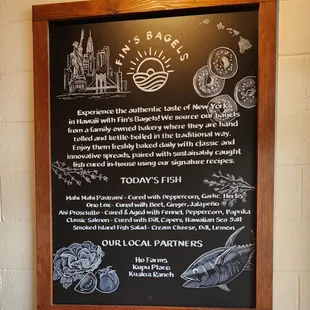 FIN'S BAGELS
Experience the authentic taste of New York
in Hawaii with Fin's Bagels! We source our bagels
from a family-owned bakery where they are hand
rolled and kettle-boiled in the traditional way.
Enjoy them freshly baked daily with classic and
innovative spreads, paired with sustainably caught
fish cured in-house using our signature recipes.
TODAY'S FISH
Mahi Mahi Pastrami - Cured with Peppercorn, Garlic, Herbs
Ono Lox - Cured with Beet, Ginger, Jalapeño
Ahi Prosciutto - Cured & Aged with Fennel, Peppercorn, Paprika
Classic Salmon - Cured with Dill, Capers, Hawaiian Sea Salt
Smoked Island Fish Salad - Cream Cheese, Dill, Lemon
OUR LOCAL PARTNERS
Ho Farms
Kupu Place
Kualoa Ranch